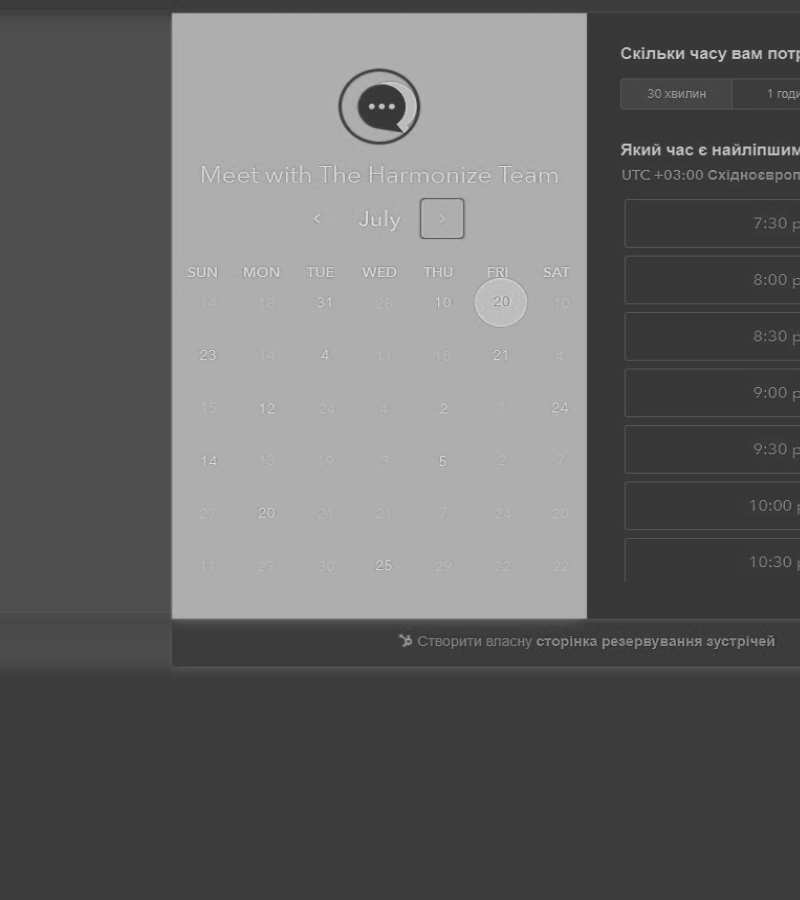 Meet with The Harmonize Team
July
SUN MON TUE WED THU FRI SAT
14 18 31 28 10 20 10
23 14 4 11 18 21 4
15 12 24 4 2 1 24
14 13 19 3 5 2 7
27 20 21 21 7 24 20
11 27 30 25 29 22 22
Скільки часу вам потр
30 хвилин 1 годи
Який час є найліпшим
UTC +03:00 Східноєвроп
7:30 p
8:00 p
8:30 p
9:00 p
9:30 p
10:00 p
10:30 p
Створити власну сторінка резервування зустрічей